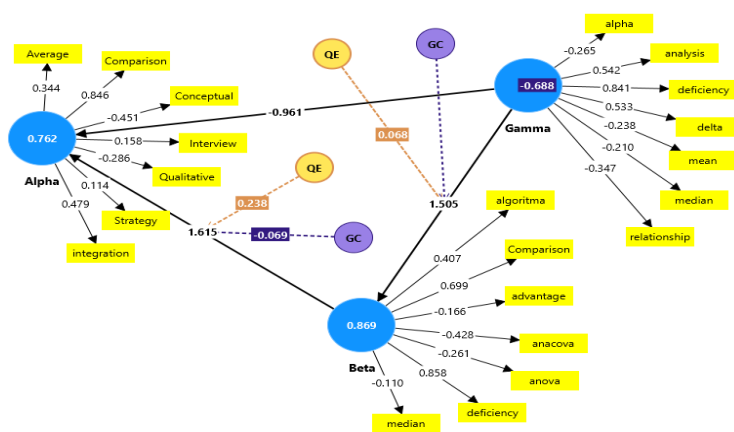 Average
Comparison
0.344
0.846
Conceptual
-0.451
0.762
0.158
Interview
-0.286
Qualitative
Alpha
0.114
Strategy
0.479
integration
-0.961
QE
GC
0.068
1.505
QE
0.238
1.615
-0.069
GC
alpha
-0.265
analysis
0.542
-0.688
0.841
deficiency
0.533
delta
Gamma
-0.238
mean
-0.210
median
-0.347
relationship
algoritma
0.407
Comparison
0.699
advantage
-0.166
0.869
-0.428
anacova
-0.261
anova
Beta
0.858
deficiency
-0.110
median